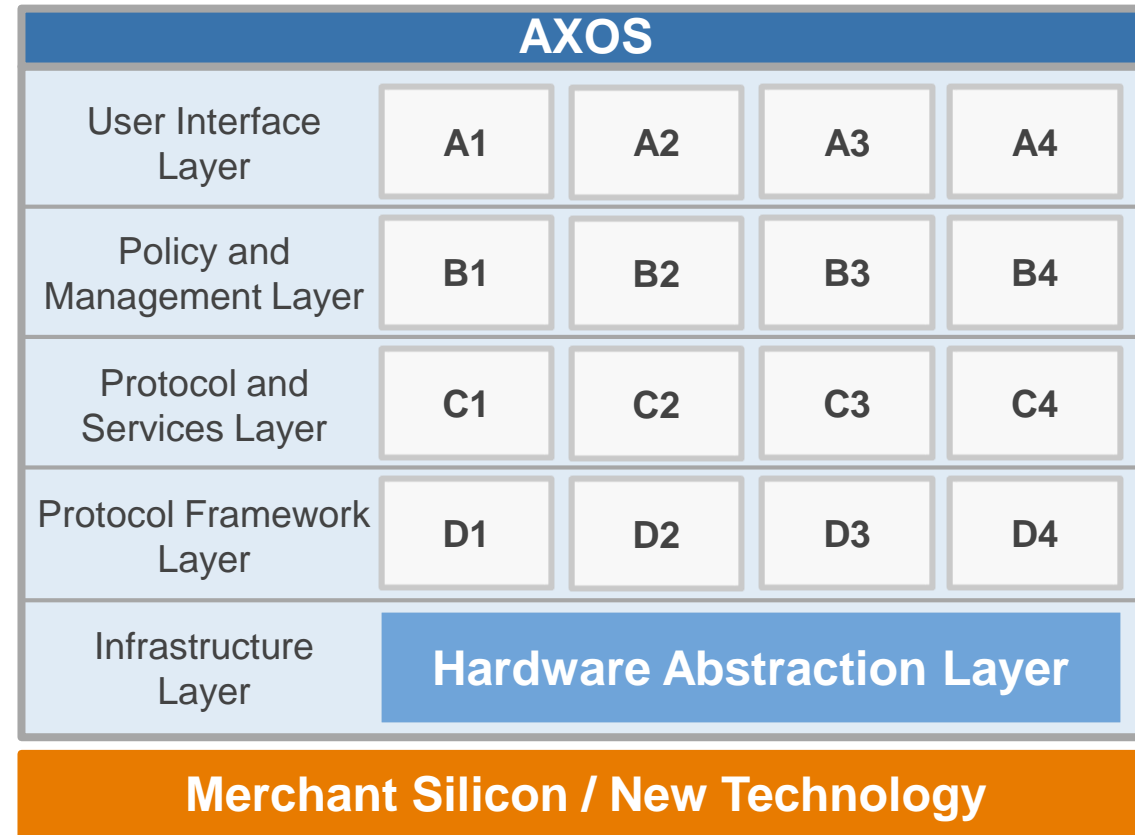 AXOS
User Interface
Layer
A1
A2
A3
A4
Policy and
Management Layer
B1
B2
B3
B4
Protocol and
Services Layer
C1
C2
C3
C4
Protocol Framework
Layer
D1
D2
D3
D4
Infrastructure
Layer
Hardware Abstraction Layer
Merchant Silicon / New Technology